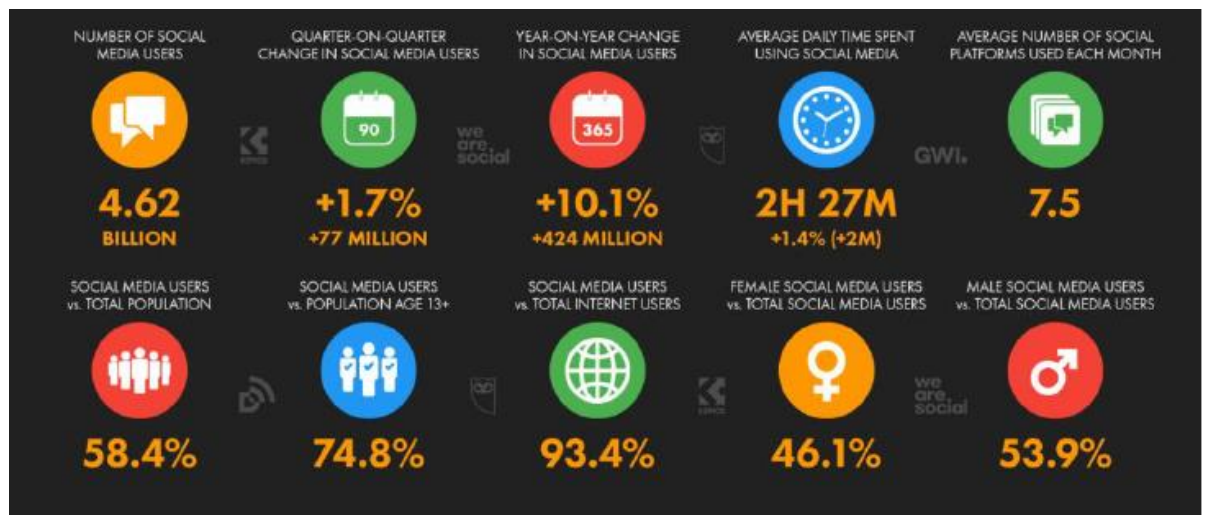 NUMBER OF SOCIAL
MEDIA USERS
QUARTER-ON-QUARTER
CHANGE IN SOCIAL MEDIA USERS
YEAR-ON-YEAR CHANGE
IN SOCIAL MEDIA USERS
AVERAGE DAILY TIME SPENT
USING SOCIAL MEDIA
AVERAGE NUMBER OF SOCIAL
PLATFORMS USED EACH MONTH
90
we
are
social
365
GWI.
4.62
BILLION
+1.7%
+77 MILLION
+10.1%
+424 MILLION
2H 27M
+1.4% (+2M)
7.5
SOCIAL MEDIA USERS
vs. TOTAL POPULATION
SOCIAL MEDIA USERS
vs. POPULATION AGE 13+
SOCIAL MEDIA USERS
vs. TOTAL INTERNET USERS
FEMALE SOCIAL MEDIA USERS
vs. TOTAL SOCIAL MEDIA USERS
MALE SOCIAL MEDIA USERS
vs. TOTAL SOCIAL MEDIA USERS
we
are
social
58.4%
74.8%
93.4%
46.1%
53.9%